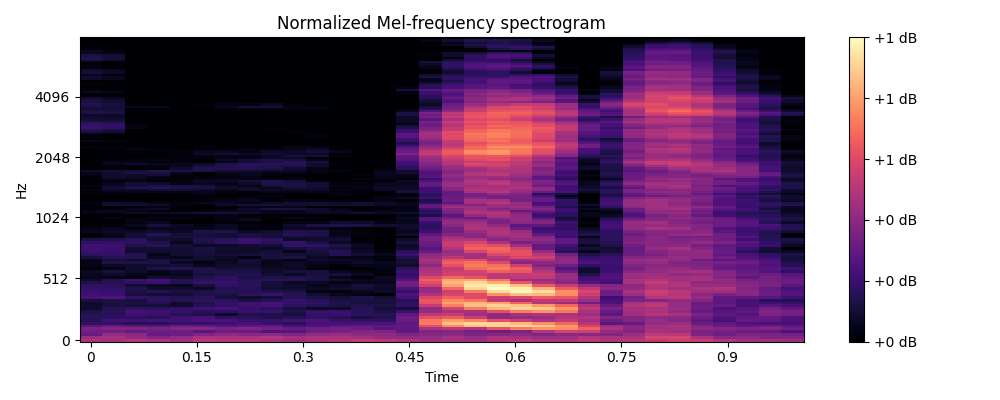 Normalized Mel-frequency spectrogram
Hz
4096
2048
1024
512
0
0 0.15 0.3 0.45 0.6 0.75 0.9
Time
+1 dB
+1 dB
+1 dB
+0 dB
+0 dB
+0 dB